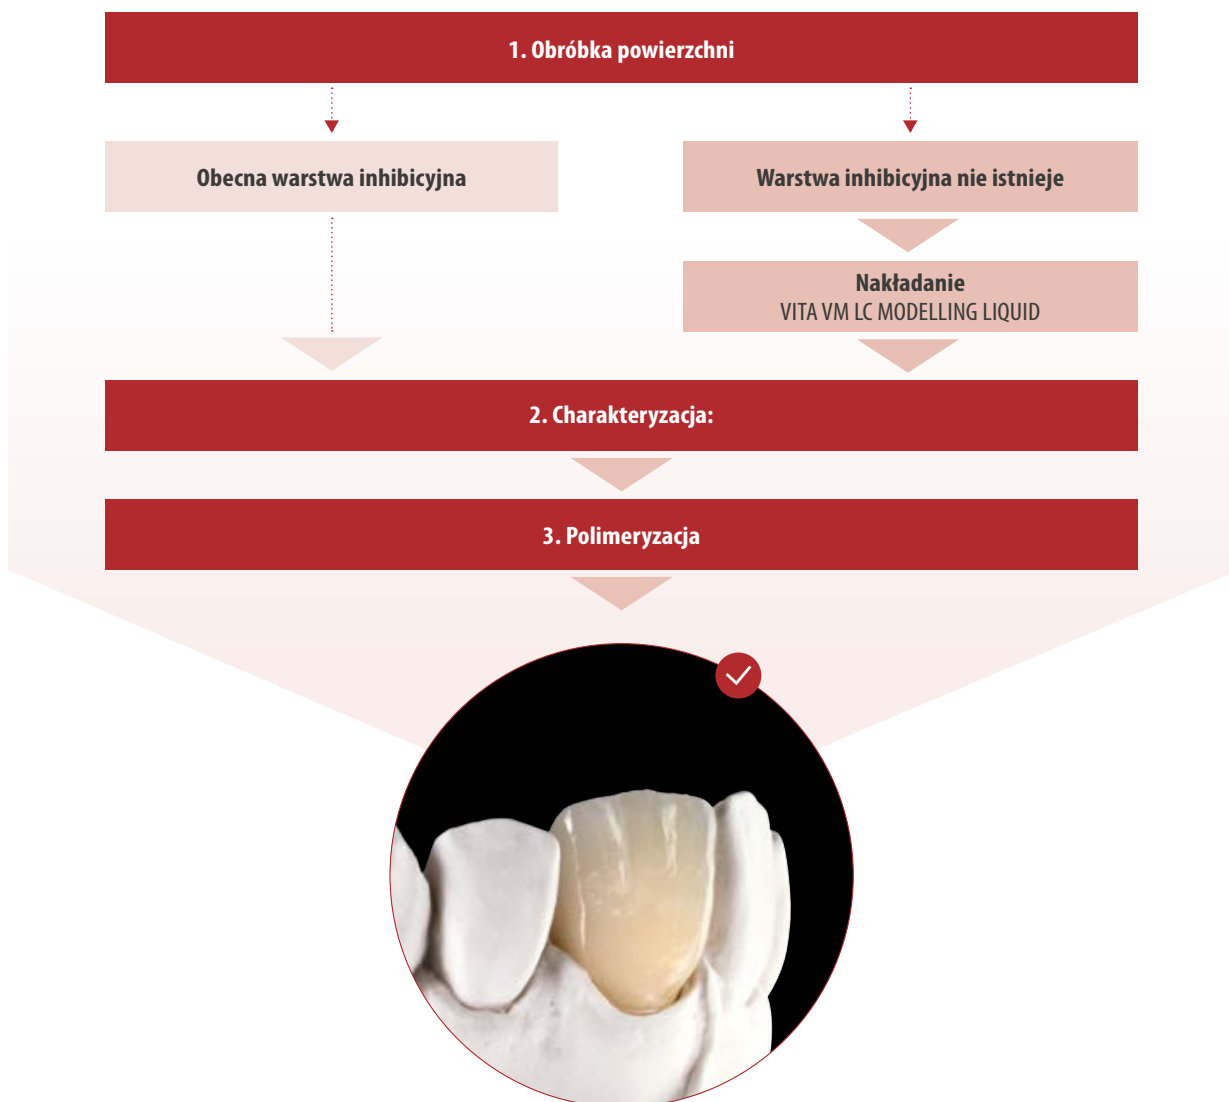 1. Obróbka powierzchni
Obecna warstwa inhibicyjna
Warstwa inhibicyjna nie istnieje
Nakładanie
VITA VM LC MODELLING LIQUID
2. Charakteryzacja:
3. Polimeryzacja